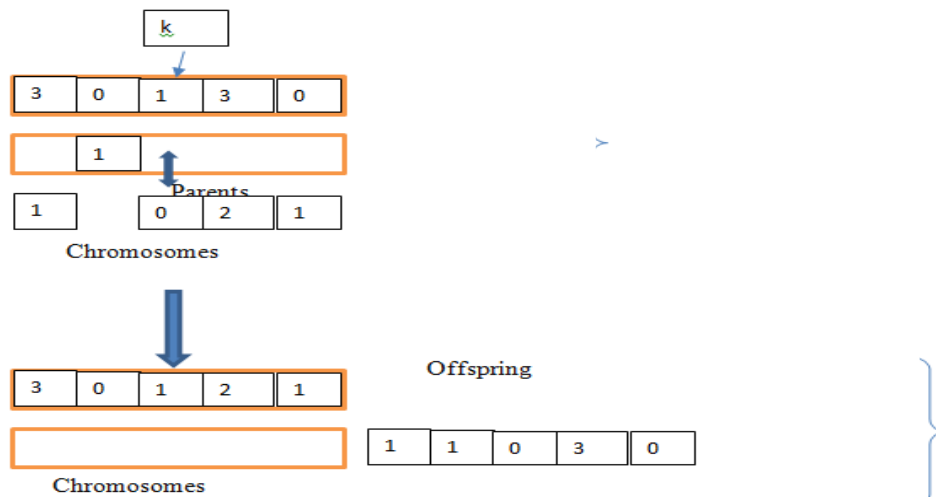 k
3 0 1 3 0
1
Parents
1 0 2 1
Chromosomes
Offspring
3 0 1 2 1
1 1 0 3 0
Chromosomes